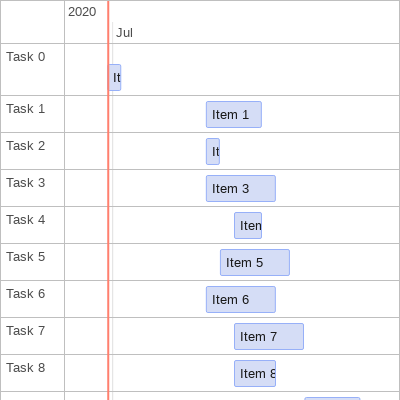 2020
Jul
Task 0
It
Task 1
Item 1
Task 2
It
Task 3
Item 3
Task 4
Iten
Task 5
Item 5
Task 6
Item 6
Task 7
Item 7
Task 8
Item 8